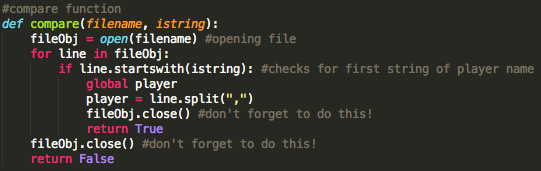 #compare function
def compare(filename, istring):
    fileObj = open(filename) #opening file
    for line in fileObj:
        if line.startswith(istring): #checks for first string of player name
            global player
            player = line.split(",")
            fileObj.close() #don't forget to do this!
            return True
    fileObj.close() #don't forget to do this!
    return False